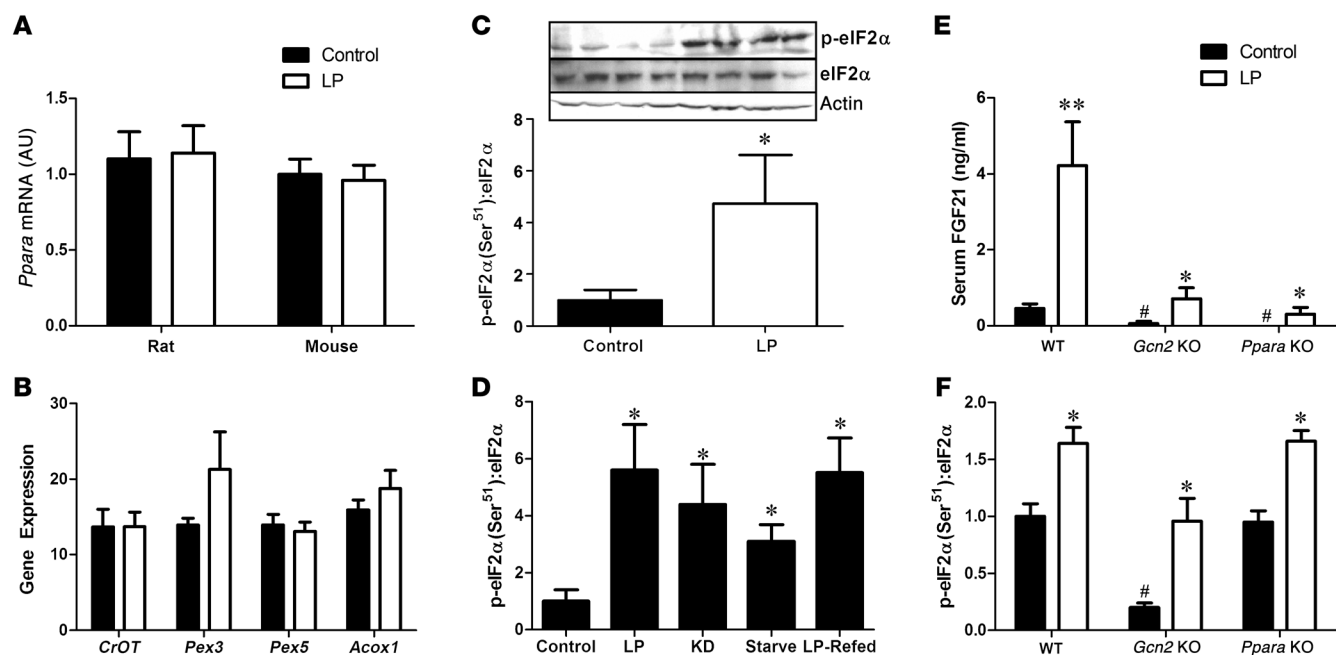 A
Control
LP
Ppara mRNA (AU)
1.5
1.0
0.5
0.0
Rat Mouse
B
Gene Expression
30
20
10
0
CrOT Pex3 Pex5 Acox1
C
p-eIF2α
eIF2α
Actin
p-eIF2α(Ser51):eIF2α
8
6
4
2
0
Control LP
*
D
p-eIF2α(Ser51):eIF2α
8
6
4
2
0
* * * *
Control LP KD Starve LP-Refed
E
Control
LP
Serum FGF21 (ng/ml)
6
4
2
0
** # * # *
WT Gcn2 KO Ppara KO
F
p-eIF2α(Ser51):eIF2α
2.0
1.5
1.0
0.5
0.0
* # * *
WT Gcn2 KO Ppara KO